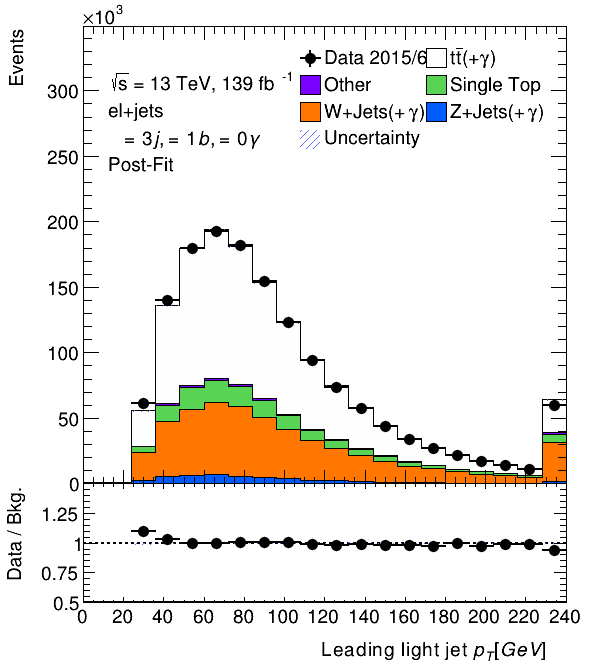 ×10³
Events
Data 2015/6 tt̄(+γ)
√s = 13 TeV, 139 fb⁻¹
Other Single Top
el+jets
W+Jets(+γ) Z+Jets(+γ)
= 3j, = 1b, = 0γ
Uncertainty
Post-Fit
300
250
200
150
100
50
0
Data / Bkg.
1.25
1
0.75
0.5
0 20 40 60 80 100 120 140 160 180 200 220 240
Leading light jet p_T[GeV]